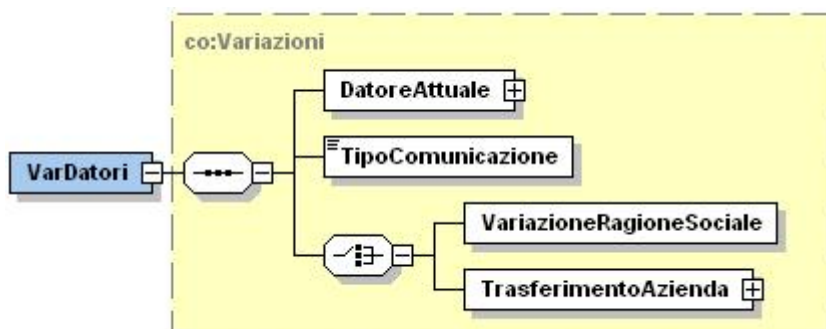 co:Variazioni
DatoreAttuale
TipoComunicazione
VarDatori
VariazioneRagioneSociale
TrasferimentoAzienda